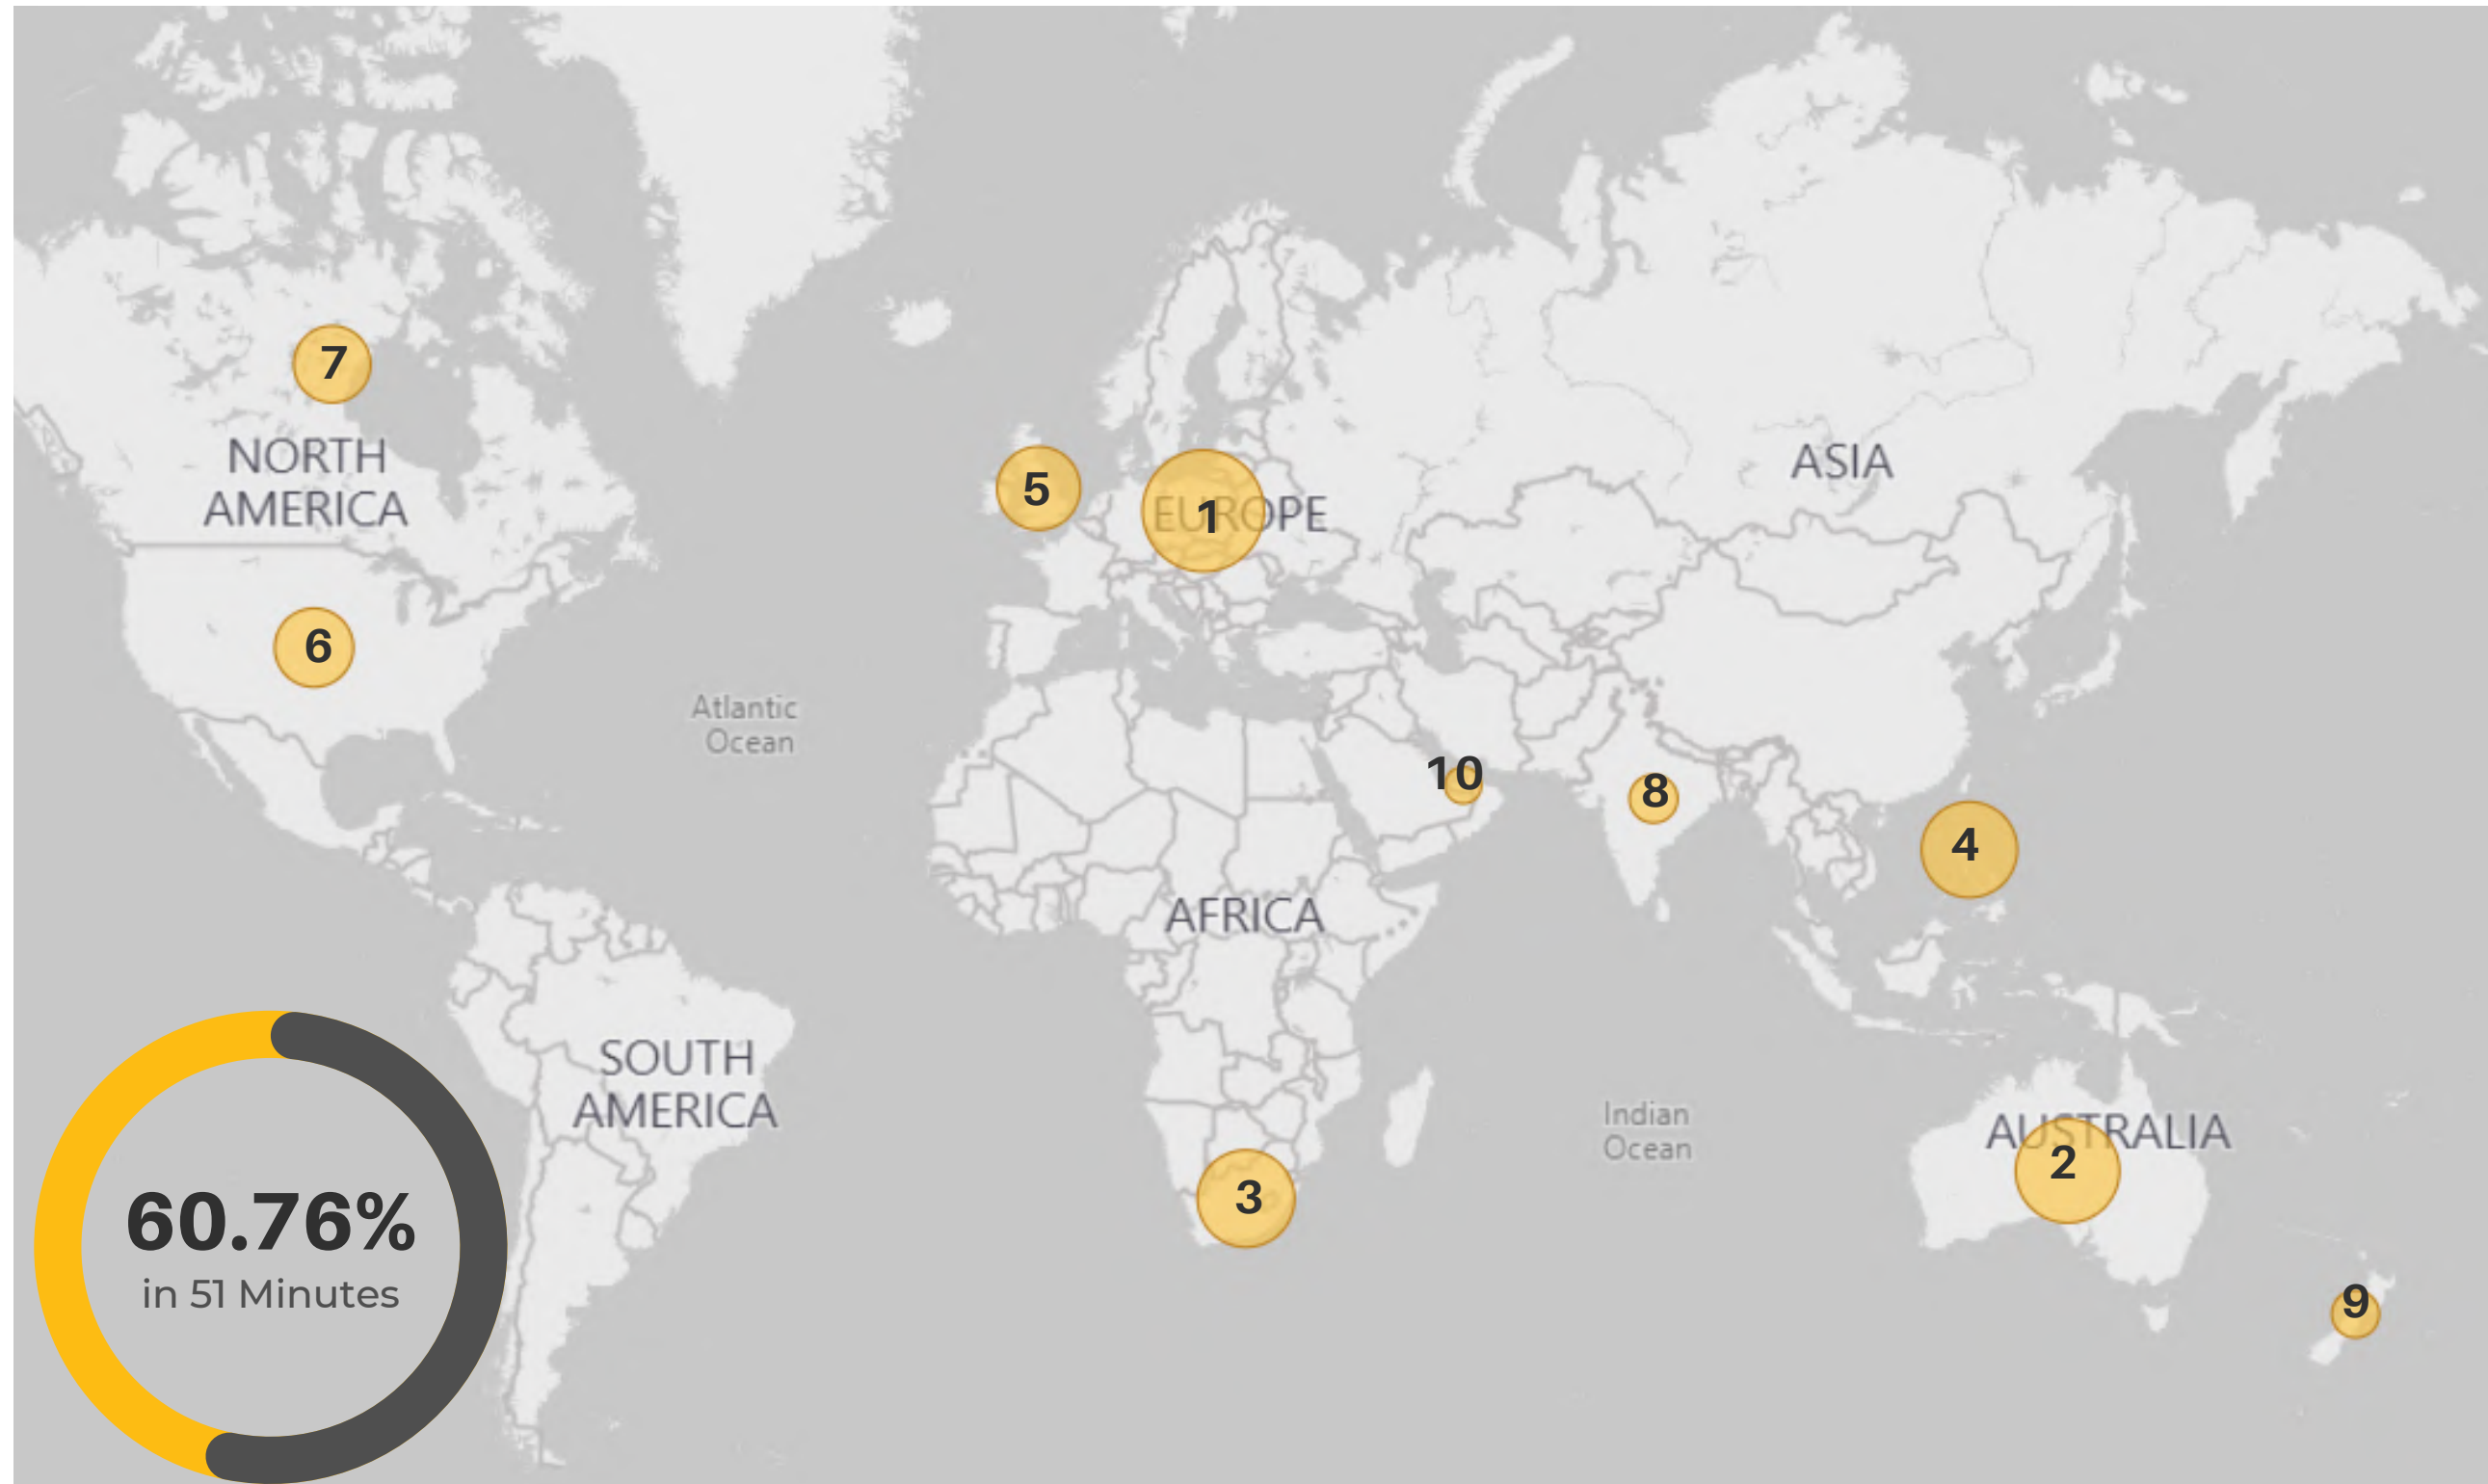 7
NORTH
AMERICA
5
1
EUROPE
ASIA
6
Atlantic
Ocean
10
8
4
AFRICA
SOUTH
AMERICA
Indian
Ocean
AUSTRALIA
2
3
60.76%
in 51 Minutes
9